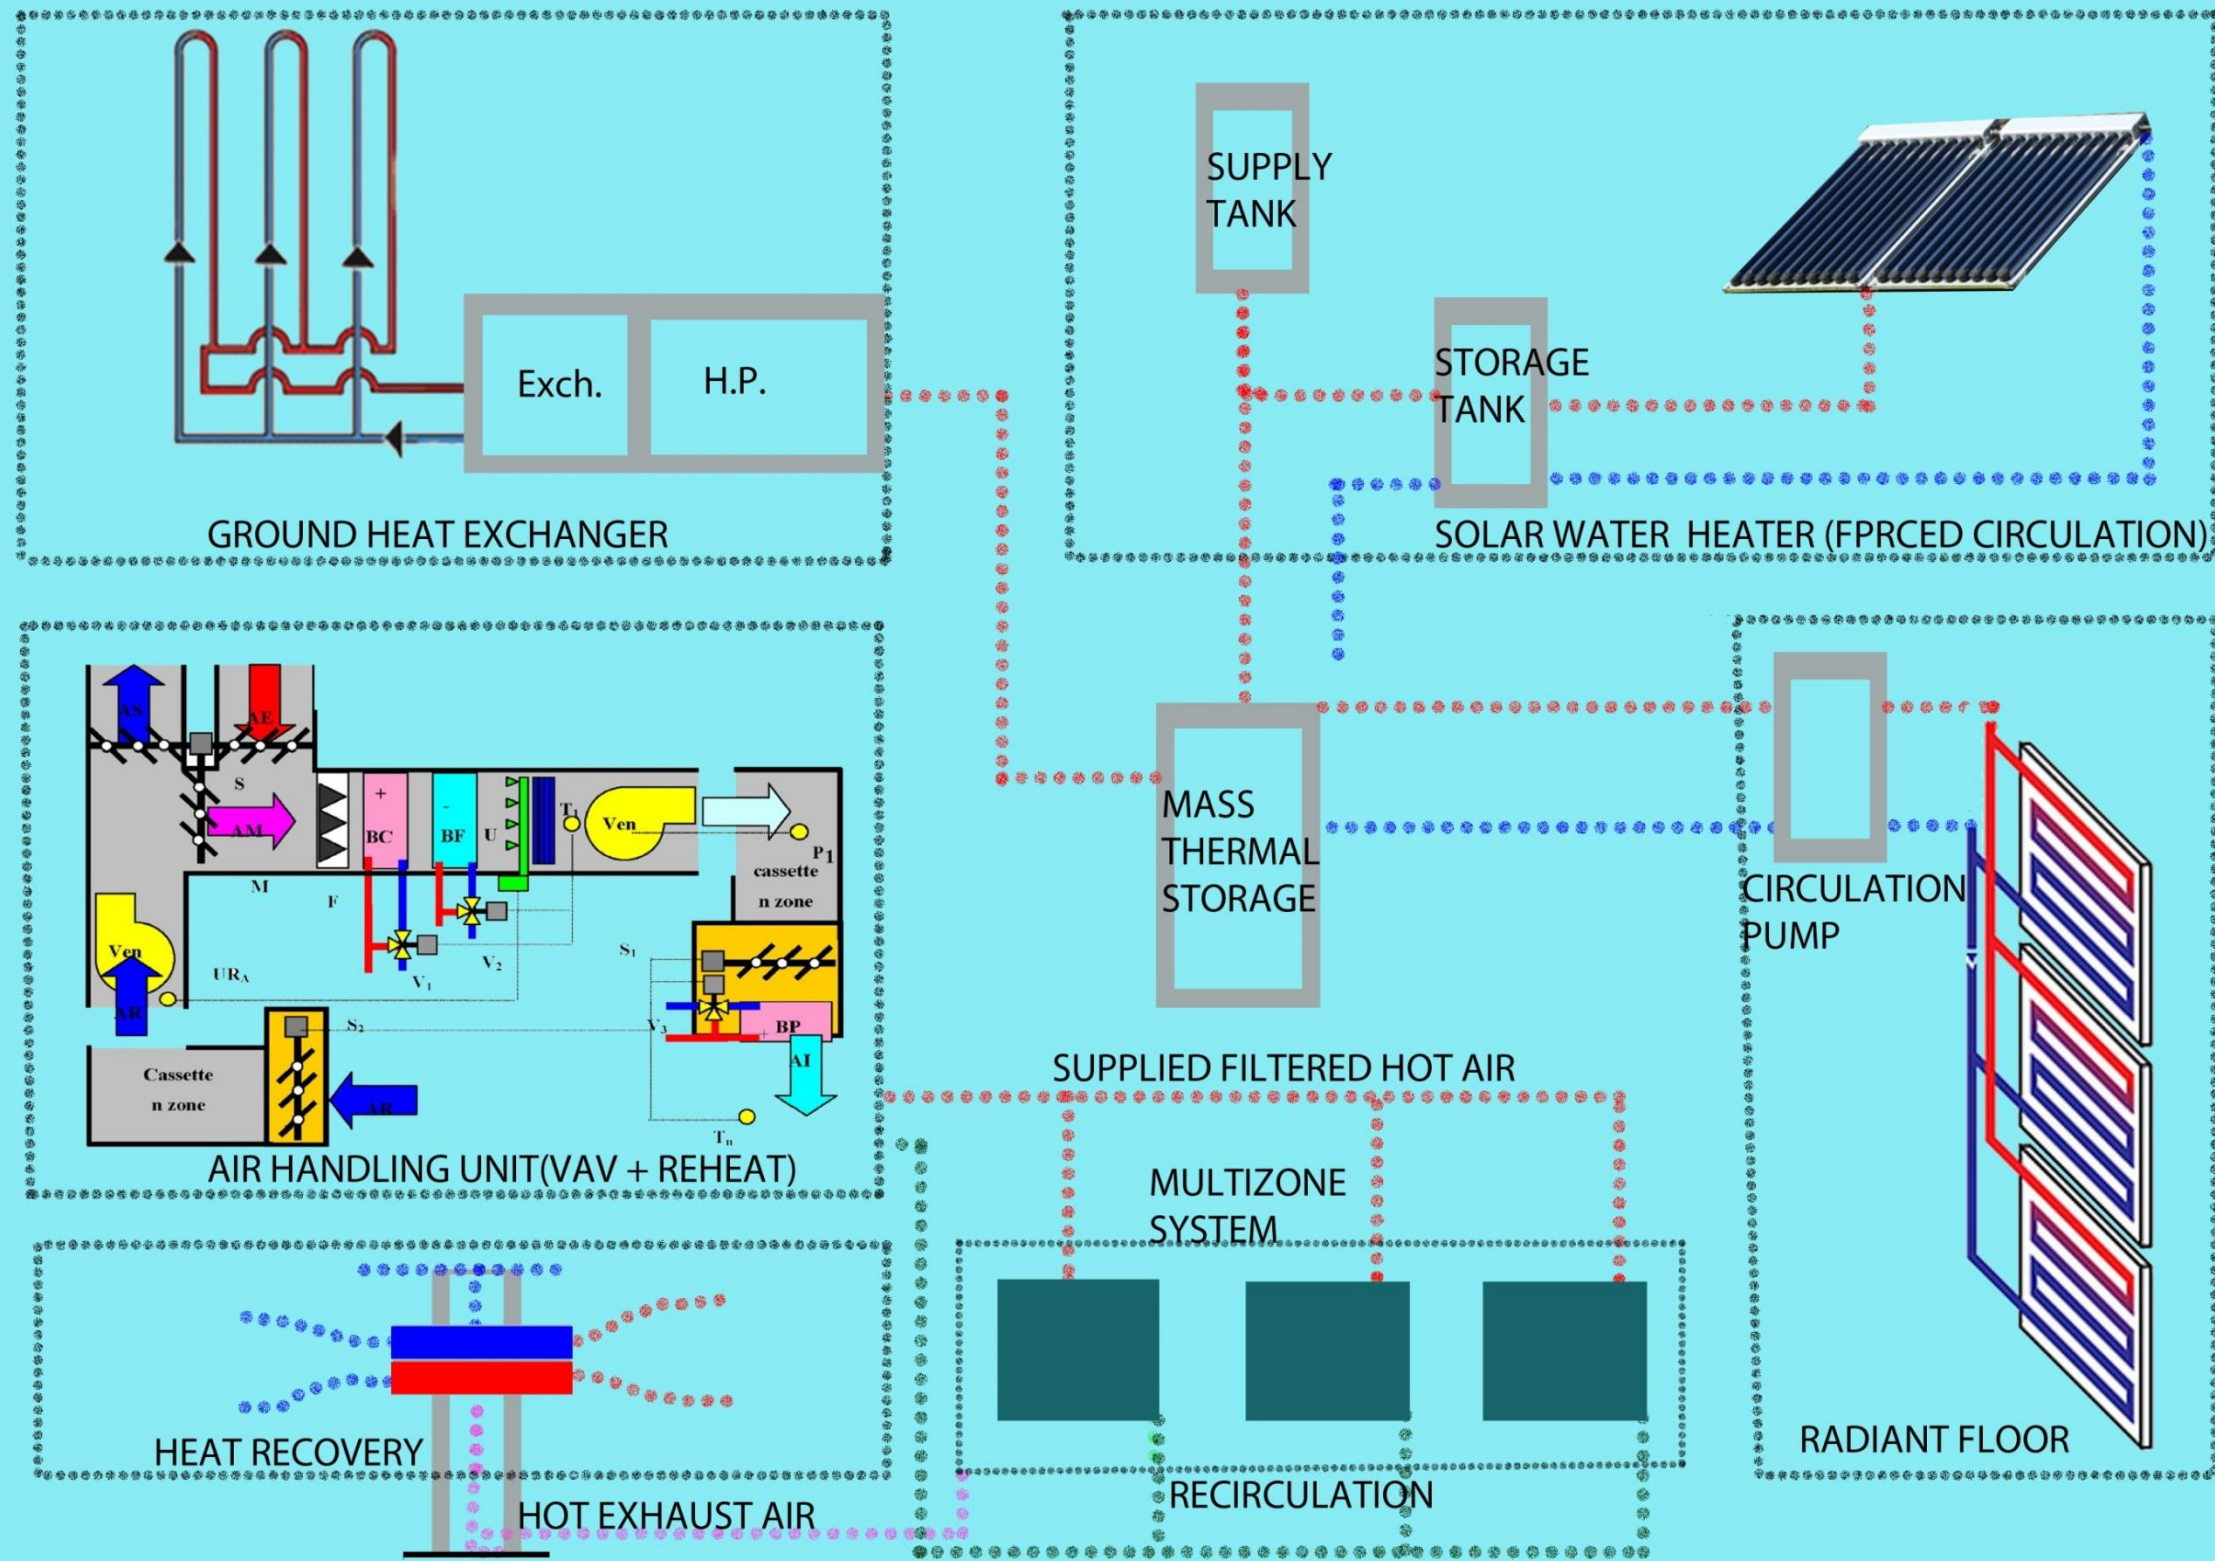 SUPPLY
TANK
STORAGE
TANK
Exch.
H.P.
GROUND HEAT EXCHANGER
SOLAR WATER HEATER (FPRCED CIRCULATION)
AS
AE
S
AM
+
BC
-
BF
U
T1
Ven
P1
cassette
n zone
M
F
Ven
URA
V1
V2
S1
AR
S2
V3
+
BP
AI
Cassette
n zone
AR
Tn
AIR HANDLING UNIT(VAV + REHEAT)
MASS
THERMAL
STORAGE
CIRCULATION
PUMP
SUPPLIED FILTERED HOT AIR
MULTIZONE
SYSTEM
HEAT RECOVERY
HOT EXHAUST AIR
RECIRCULATION
RADIANT FLOOR